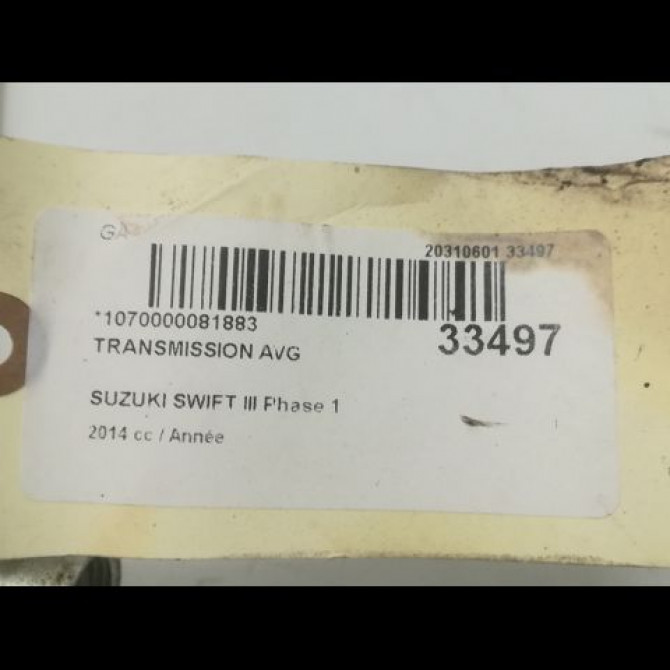 20310601 33497
*1070000081883
33497
TRANSMISSION AVG
SUZUKI SWIFT III Phase 1
2014 cc / Année